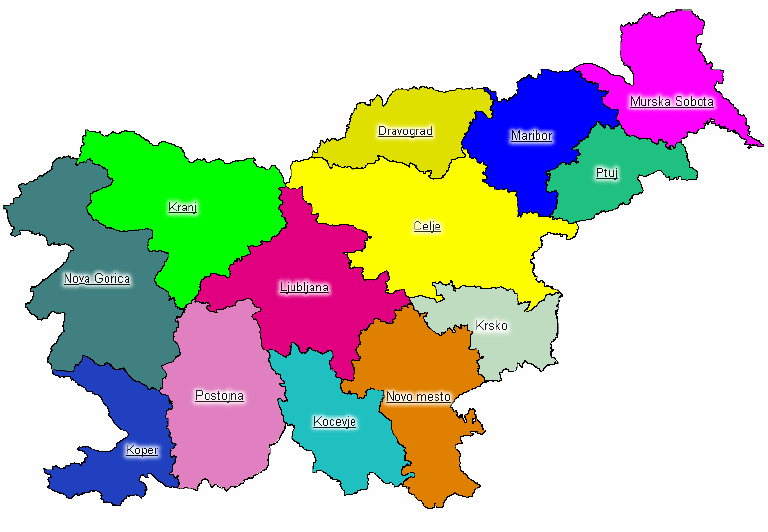 Murska Sobota
Dravograd
Maribor
Ptuj
Kranj
Celje
Nova Gorica
Ljubljana
Krsko
Postojna
Novo mesto
Kocevje
Koper